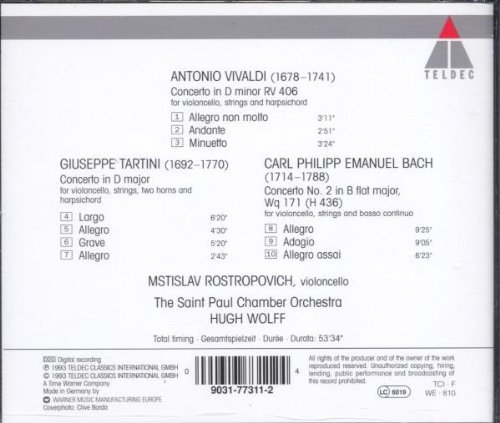 TELDEC
ANTONIO VIVALDI (1678–1741)
Concerto in D minor RV 406
for violoncello, strings and harpsichord
1 Allegro non molto 3'11"
2 Andante 2'51"
3 Minuetto 3'24"
GIUSEPPE TARTINI (1692–1770)
Concerto in D major
for violoncello, strings, two horns and
harpsichord
4 Largo 6'20"
5 Allegro 4'30"
6 Grave 5'20"
7 Allegro 2'43"
CARL PHILIPP EMANUEL BACH
(1714–1788)
Concerto No. 2 in B flat major,
Wq 171 (H 436)
for violoncello, strings and basso continuo
8 Allegro 9'25"
9 Adagio 9'05"
10 Allegro assai 6'23"
MSTISLAV ROSTROPOVICH, violoncello
The Saint Paul Chamber Orchestra
HUGH WOLFF
Total timing · Gesamtspielzeit · Durée · Durata: 53'34"
DDD Digital recording
℗ 1993 TELDEC CLASSICS INTERNATIONAL GMBH
© 1993 TELDEC CLASSICS INTERNATIONAL GMBH
A Time Warner Company
Made in Germany by
WARNER MUSIC MANUFACTURING EUROPE
Coverphoto: Clive Barda
0 4
9031-77311-2
All rights of the producer and of the owner of the work
reproduced reserved. Unauthorized copying, hiring,
lending, public performance and broadcasting of this
record prohibited.
LC 6019
TCI · F
WE · 810